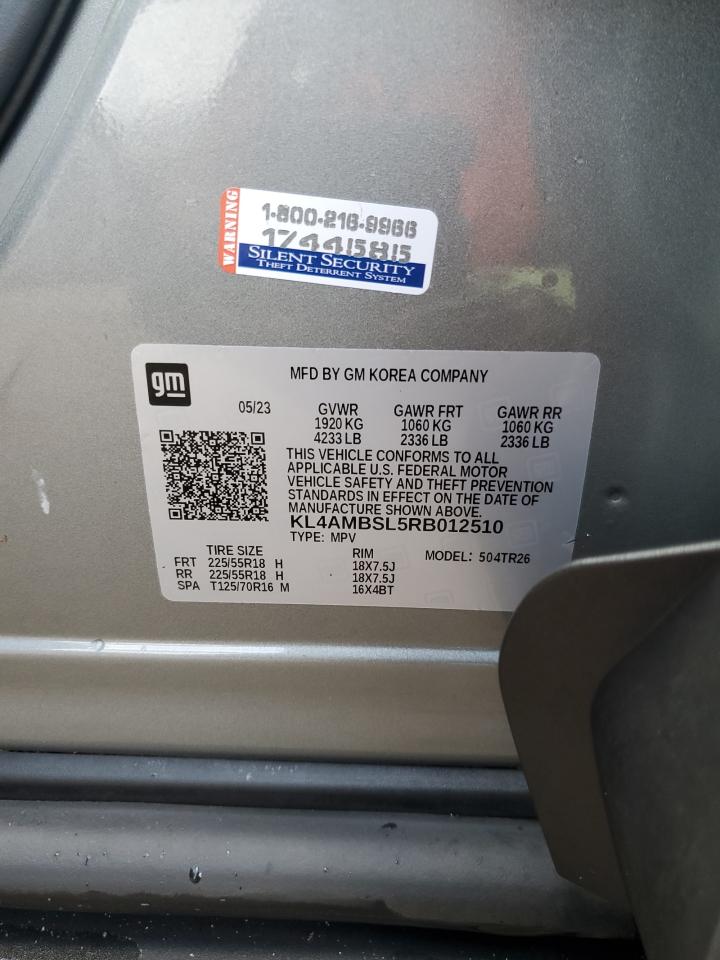 WARNING
1-800-216-9966
17445815
SILENT SECURITY
THEFT DETERRENT SYSTEM
gm
MFD BY GM KOREA COMPANY
05/23 GVWR GAWR FRT GAWR RR
1920 KG 1060 KG 1060 KG
4233 LB 2336 LB 2336 LB
THIS VEHICLE CONFORMS TO ALL
APPLICABLE U.S. FEDERAL MOTOR
VEHICLE SAFETY AND THEFT PREVENTION
STANDARDS IN EFFECT ON THE DATE OF
MANUFACTURE SHOWN ABOVE.
KL4AMBSL5RB012510
TYPE: MPV
TIRE SIZE RIM MODEL: 504TR26
FRT 225/55R18 H 18X7.5J
RR 225/55R18 H 18X7.5J
SPA T125/70R16 M 16X4BT